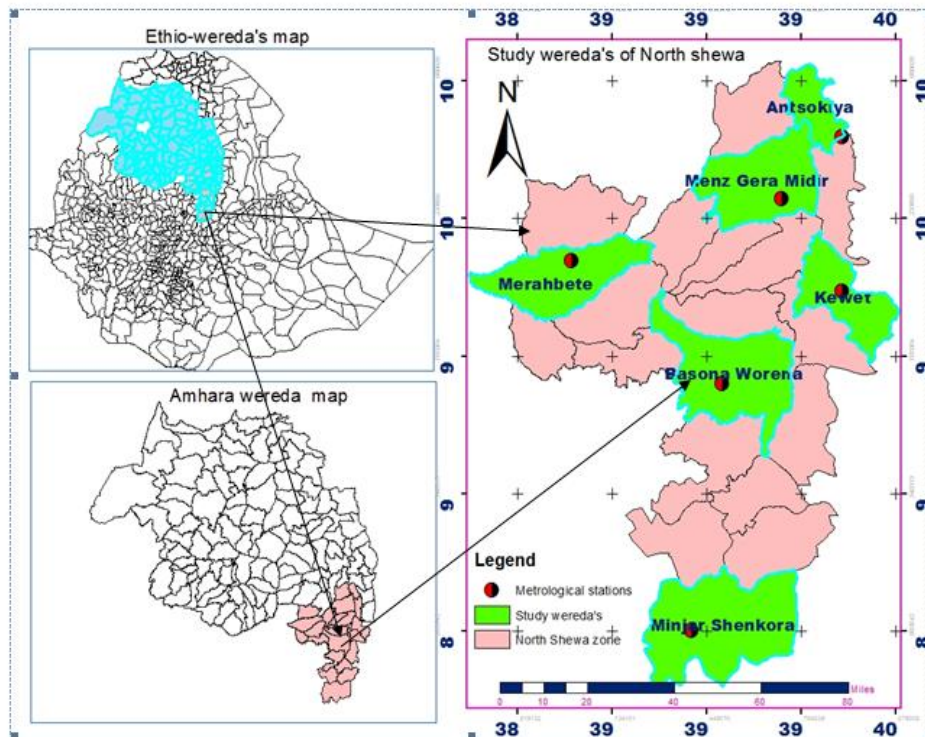 Ethio-wereda's map
Amhara wereda map
38 39 39 39 40
Study wereda's of North shewa
N
Antsokiya
Menz Gera Midir
Merahbete
Kewet
Basona Worena
Minjar Shenkora
Legend
Metrological stations
Study wereda's
North Shewa zone
Miles
0 5 10 20 40 60 80
10
10
9
9
8
10
10
9
9
8
38 39 39 39 40